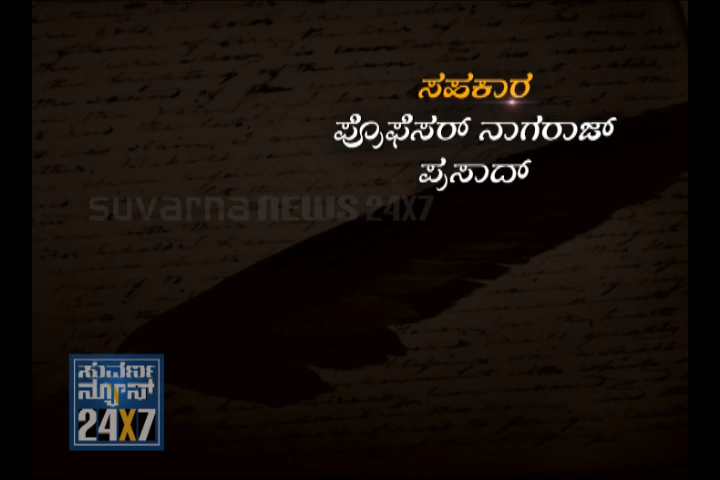 ಸಹಕಾರ
ಪ್ರೊಫೆಸರ್ ನಾಗರಾಜ್
ಪ್ರಸಾದ್
suvarna NEWS 24X7
ಸುವರ್ಣ
ನ್ಯೂಸ್
24X7